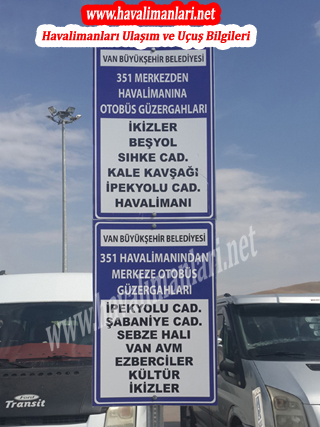 www.havalimanlari.net
Havalimanları Ulaşım ve Uçuş Bilgileri
VAN BÜYÜKŞEHİR BELEDİYESİ
351 MERKEZDEN
HAVALİMANINA
OTOBÜS GÜZERGAHLARI
İKİZLER
BEŞYOL
SIHKE CAD.
KALE KAVŞAĞI
İPEKYOLU CAD.
HAVALİMANI
VAN BÜYÜKŞEHİR BELEDİYESİ
351 HAVALİMANINDAN
MERKEZE OTOBÜS
GÜZERGAHLARI
İPEKYOLU CAD.
ŞABANİYE CAD.
SEBZE HALI
VAN AVM
EZBERCİLER
KÜLTÜR
İKİZLER
www.havalimanlari.net
Ford Transit